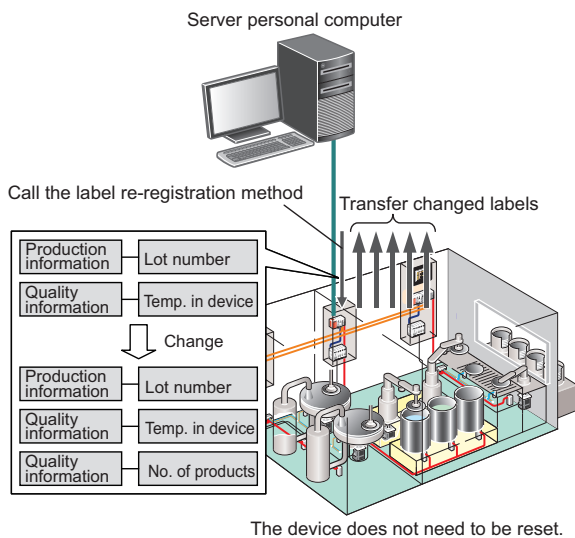 Server personal computer
Call the label re-registration method
Transfer changed labels
Production
information
Lot number
Quality
information
Temp. in device
Change
Production
information
Lot number
Quality
information
Temp. in device
Quality
information
No. of products
The device does not need to be reset.